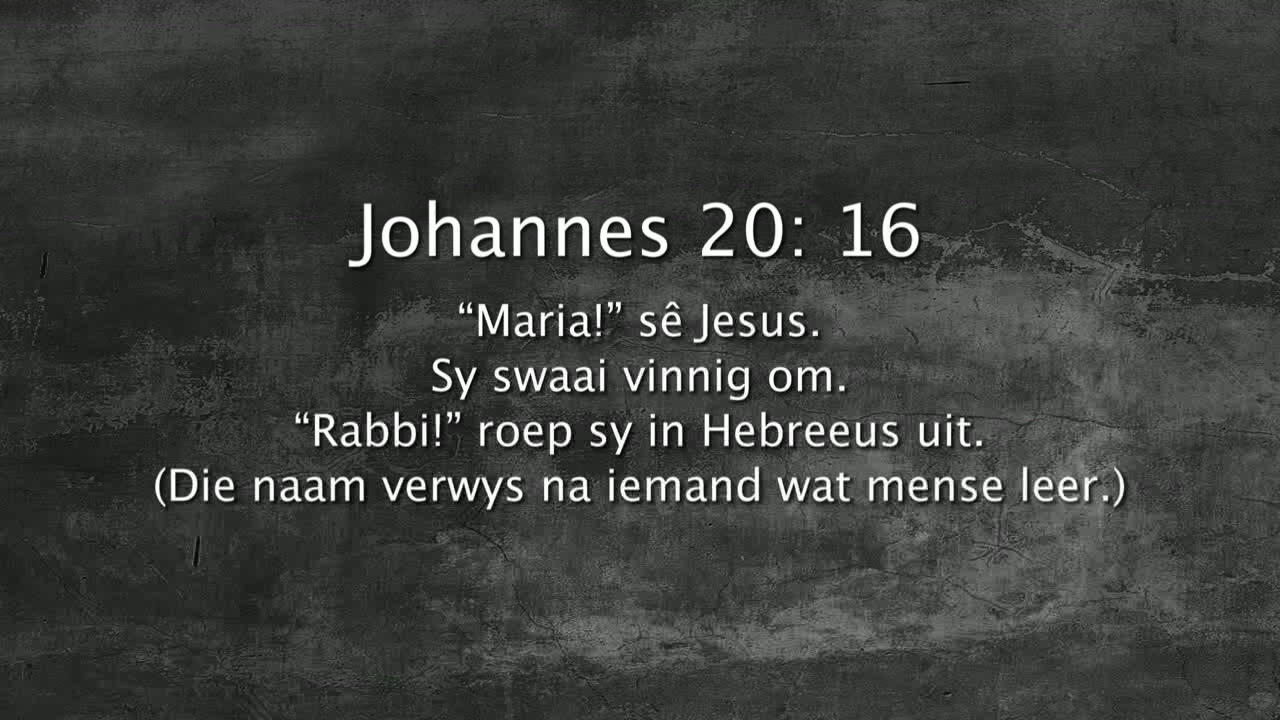 Johannes 20: 16
“Maria!” sê Jesus.
Sy swaai vinnig om.
“Rabbi!” roep sy in Hebreeus uit.
(Die naam verwys na iemand wat mense leer.)